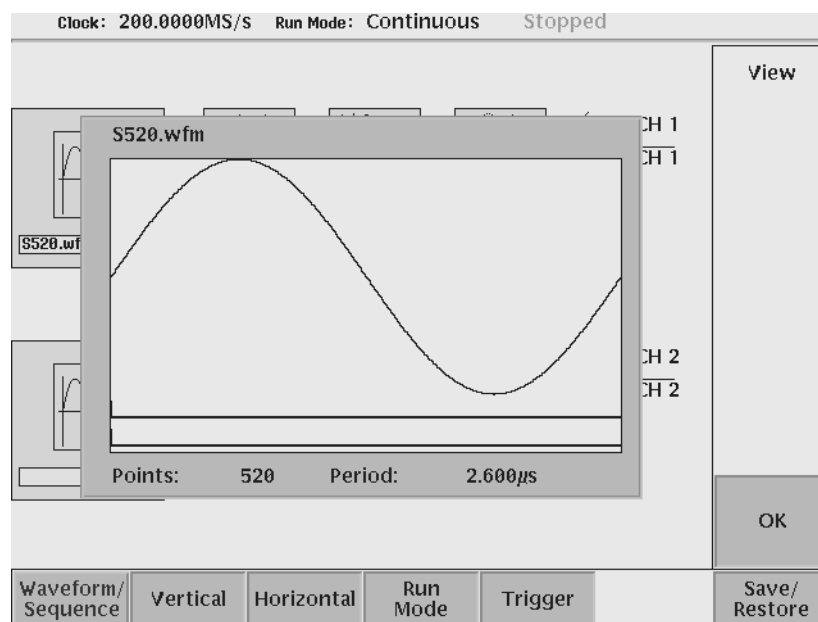 Clock: 200.0000MS/s Run Mode: Continuous Stopped
View
CH 1
CH 1
S520.wfm
S520.wf
CH 2
CH 2
Points: 520 Period: 2.600µs
OK
Waveform/
Sequence
Vertical
Horizontal
Run
Mode
Trigger
Save/
Restore